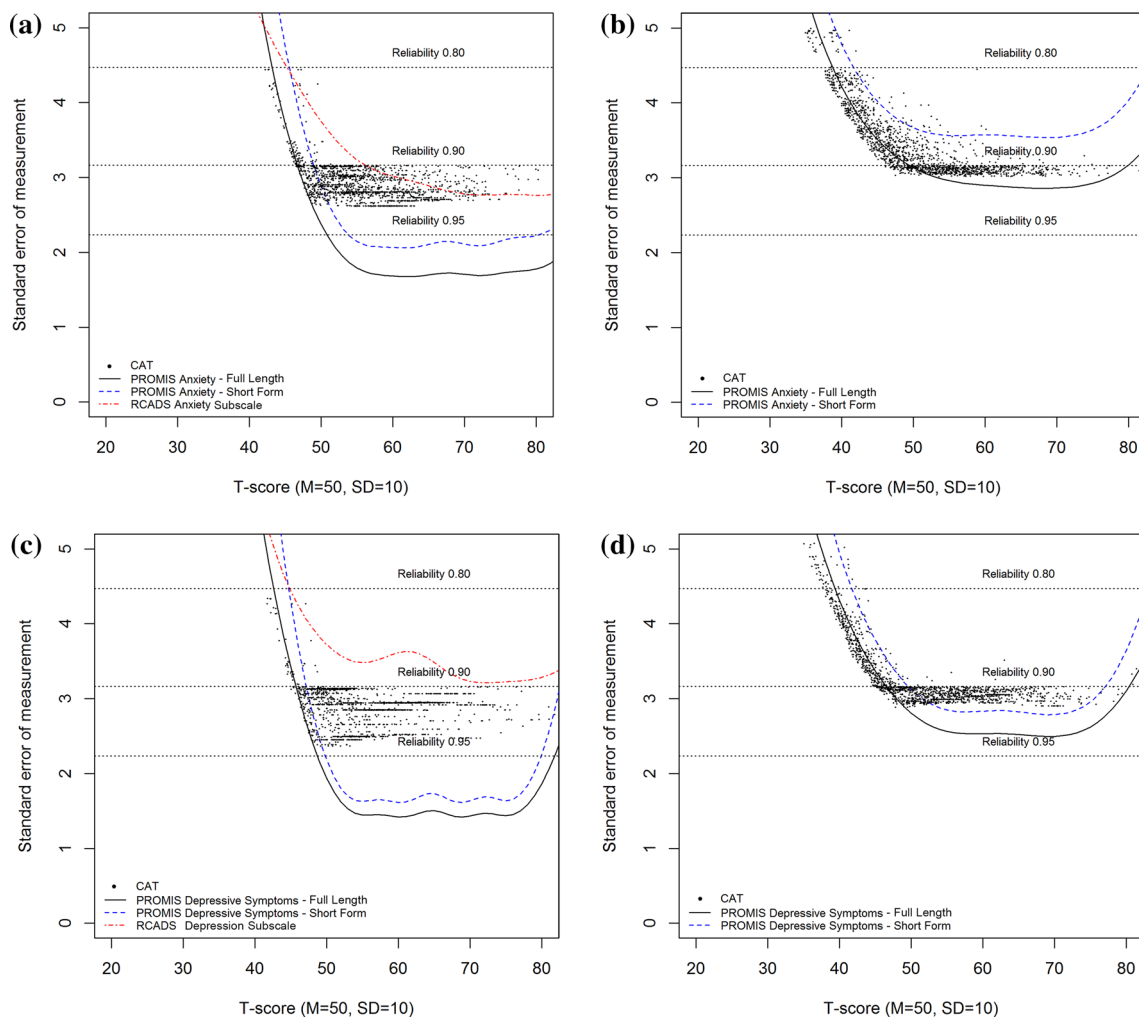 (a)
Standard error of measurement
5
4
3
2
1
0
Reliability 0.80
Reliability 0.90
Reliability 0.95
CAT
PROMIS Anxiety - Full Length
PROMIS Anxiety - Short Form
RCADS Anxiety Subscale
20 30 40 50 60 70 80
T-score (M=50, SD=10)
(b)
Standard error of measurement
5
4
3
2
1
0
Reliability 0.80
Reliability 0.90
Reliability 0.95
CAT
PROMIS Anxiety - Full Length
PROMIS Anxiety - Short Form
20 30 40 50 60 70 80
T-score (M=50, SD=10)
(c)
Standard error of measurement
5
4
3
2
1
0
Reliability 0.80
Reliability 0.90
Reliability 0.95
CAT
PROMIS Depressive Symptoms - Full Length
PROMIS Depressive Symptoms - Short Form
RCADS Depression Subscale
20 30 40 50 60 70 80
T-score (M=50, SD=10)
(d)
Standard error of measurement
5
4
3
2
1
0
Reliability 0.80
Reliability 0.90
Reliability 0.95
CAT
PROMIS Depressive Symptoms - Full Length
PROMIS Depressive Symptoms - Short Form
20 30 40 50 60 70 80
T-score (M=50, SD=10)